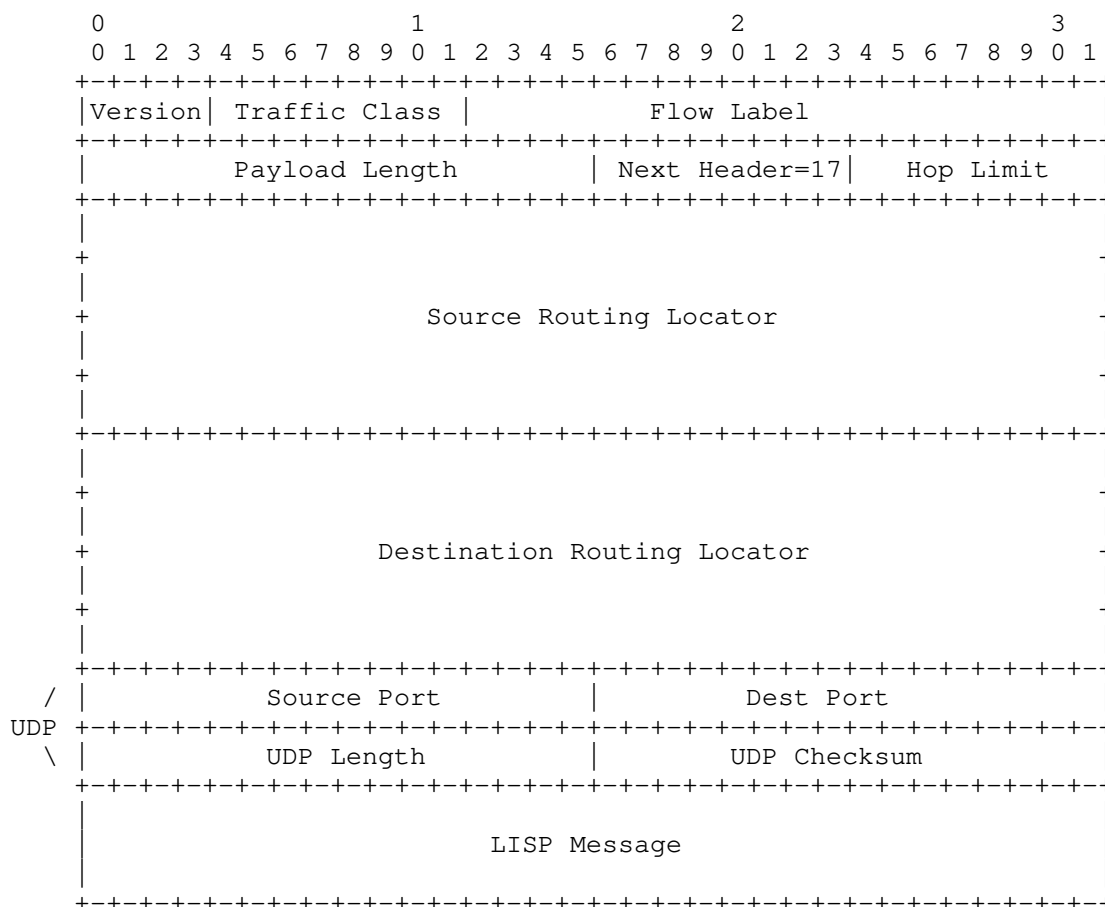 0                   1                   2                   3
0 1 2 3 4 5 6 7 8 9 0 1 2 3 4 5 6 7 8 9 0 1 2 3 4 5 6 7 8 9 0 1
+-+-+-+-+-+-+-+-+-+-+-+-+-+-+-+-+-+-+-+-+-+-+-+-+-+-+-+-+-+-+-+--
|Version| Traffic Class |           Flow Label
+-+-+-+-+-+-+-+-+-+-+-+-+-+-+-+-+-+-+-+-+-+-+-+-+-+-+-+-+-+-+-+--
|         Payload Length        | Next Header=17|   Hop Limit
+-+-+-+-+-+-+-+-+-+-+-+-+-+-+-+-+-+-+-+-+-+-+-+-+-+-+-+-+-+-+-+--
|
+                                                               -
|
+                     Source Routing Locator                    -
|
+                                                               -
|
+-+-+-+-+-+-+-+-+-+-+-+-+-+-+-+-+-+-+-+-+-+-+-+-+-+-+-+-+-+-+-+--
|
+                                                               -
|
+                  Destination Routing Locator                  -
|
+                                                               -
|
+-+-+-+-+-+-+-+-+-+-+-+-+-+-+-+-+-+-+-+-+-+-+-+-+-+-+-+-+-+-+-+--
/ |           Source Port         |         Dest Port
UDP +-+-+-+-+-+-+-+-+-+-+-+-+-+-+-+-+-+-+-+-+-+-+-+-+-+-+-+-+-+-+-+--
\ |           UDP Length          |        UDP Checksum
+-+-+-+-+-+-+-+-+-+-+-+-+-+-+-+-+-+-+-+-+-+-+-+-+-+-+-+-+-+-+-+--
|
|                         LISP Message
|
+-+-+-+-+-+-+-+-+-+-+-+-+-+-+-+-+-+-+-+-+-+-+-+-+-+-+-+-+-+-+-+--